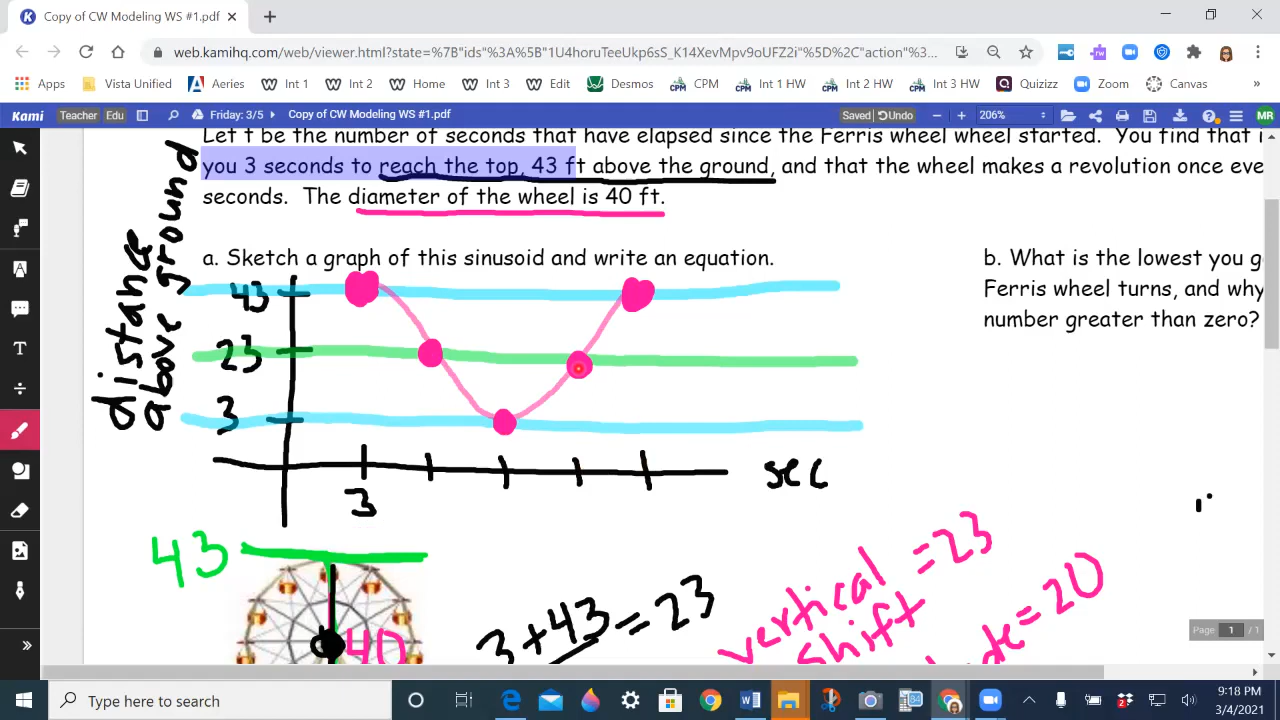 Copy of CW Modeling WS #1.pdf
web.kamihq.com/web/viewer.html?state=%7B"ids"%3A%5B"1U4horuTeeUkp6sS_K14XevMpv9oUFZ2i"%5D%2C"action"%3...
Apps Vista Unified Aeries Int 1 Int 2 Home Int 3 Edit Desmos CPM Int 1 HW Int 2 HW Int 3 HW Quizizz Zoom Canvas »
Kami Teacher Edu Friday: 3/5 Copy of CW Modeling WS #1.pdf Saved Undo 206% MR
Let t be the number of seconds that have elapsed since the Ferris wheel wheel started. You find that i
you 3 seconds to reach the top, 43 ft above the ground, and that the wheel makes a revolution once eve
seconds. The diameter of the wheel is 40 ft.
a. Sketch a graph of this sinusoid and write an equation.
b. What is the lowest you g
Ferris wheel turns, and why
number greater than zero?
distance
above ground
43
23
3
sec
3
43
40
3 + 43 = 23
vertical = 23
shift
= 20
Page 1 / 1
Type here to search
9:18 PM
3/4/2021